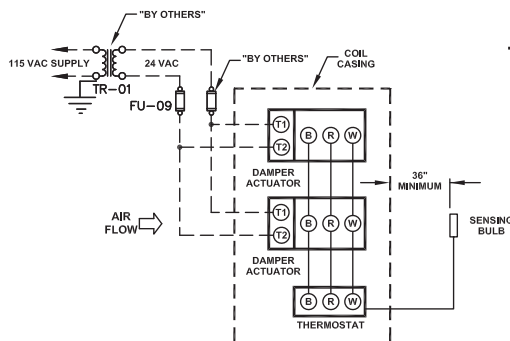 "BY OTHERS"
115 VAC SUPPLY
24 VAC
TR-01
FU-09
"BY OTHERS"
COIL
CASING
T1
T2
B R W
DAMPER
ACTUATOR
36"
MINIMUM
AIR
FLOW
T1
T2
B R W
DAMPER
ACTUATOR
SENSING
BULB
B R W
THERMOSTAT